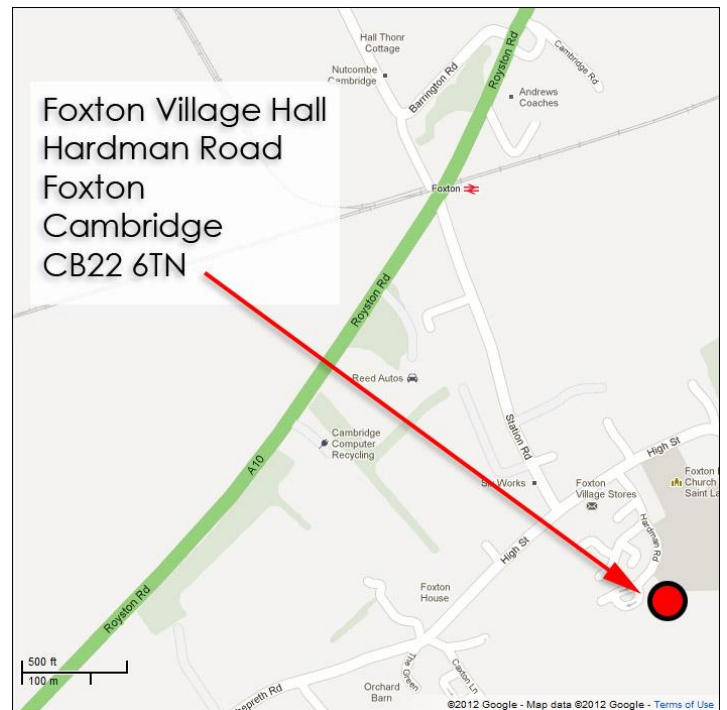 Hall Thonr
Cottage
Nutcombe
Cambridge
Barrington Rd
Royston Rd
Cambridge Rd
Andrews
Coaches
Foxton Village Hall
Hardman Road
Foxton
Cambridge
CB22 6TN
Foxton
Royston Rd
Reed Autos
Cambridge
Computer
Recycling
A10
Station Rd
High St
Works
Foxton
Village Stores
Foxton
Church
Saint
Hardman Rd
High St
Foxton
House
Royston Rd
The Green
Caxton Ln
Orchard
Barn
Rd
500 ft
100 m
©2012 Google - Map data ©2012 Google - Terms of Use